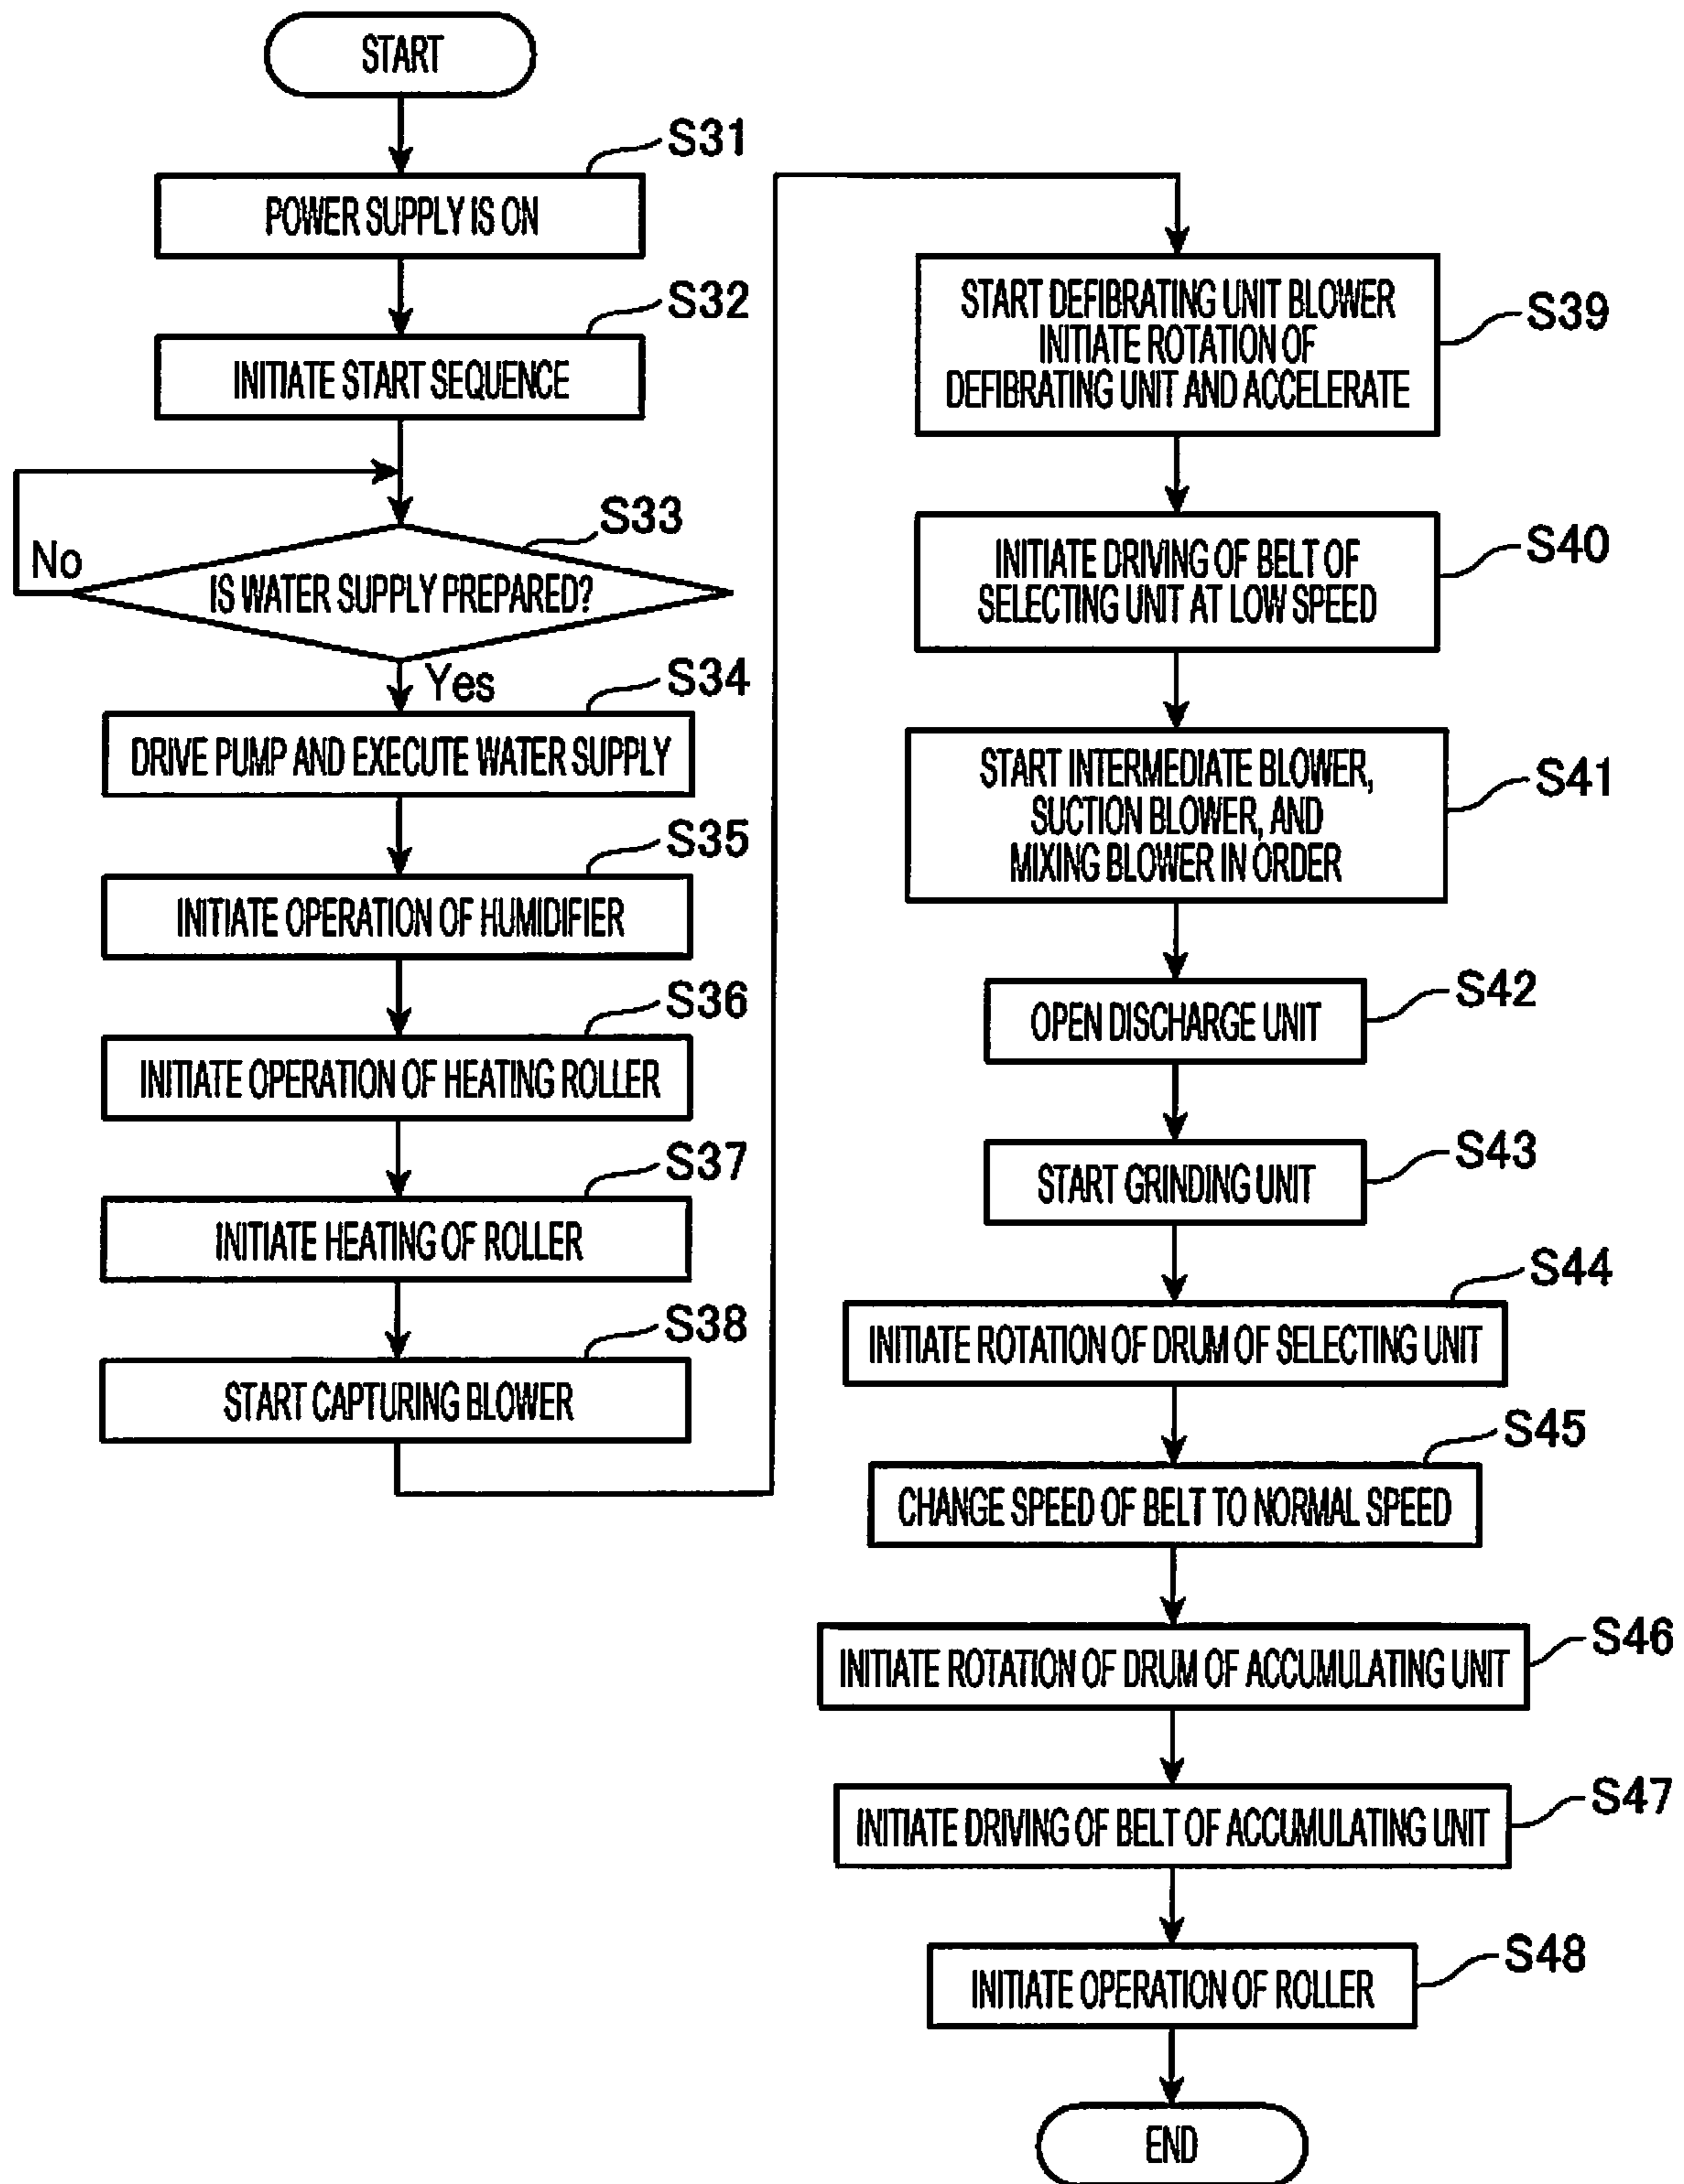 START
S31
POWER SUPPLY IS ON
S32
INITIATE START SEQUENCE
S33
No
IS WATER SUPPLY PREPARED?
Yes
S34
DRIVE PUMP AND EXECUTE WATER SUPPLY
S35
INITIATE OPERATION OF HUMIDIFIER
S36
INITIATE OPERATION OF HEATING ROLLER
S37
INITIATE HEATING OF ROLLER
S38
START CAPTURING BLOWER
S39
START DEFIBRATING UNIT BLOWER
INITIATE ROTATION OF
DEFIBRATING UNIT AND ACCELERATE
S40
INITIATE DRIVING OF BELT OF
SELECTING UNIT AT LOW SPEED
S41
START INTERMEDIATE BLOWER,
SUCTION BLOWER, AND
MIXING BLOWER IN ORDER
S42
OPEN DISCHARGE UNIT
S43
START GRINDING UNIT
S44
INITIATE ROTATION OF DRUM OF SELECTING UNIT
S45
CHANGE SPEED OF BELT TO NORMAL SPEED
S46
INITIATE ROTATION OF DRUM OF ACCUMULATING UNIT
S47
INITIATE DRIVING OF BELT OF ACCUMULATING UNIT
S48
INITIATE OPERATION OF ROLLER
END